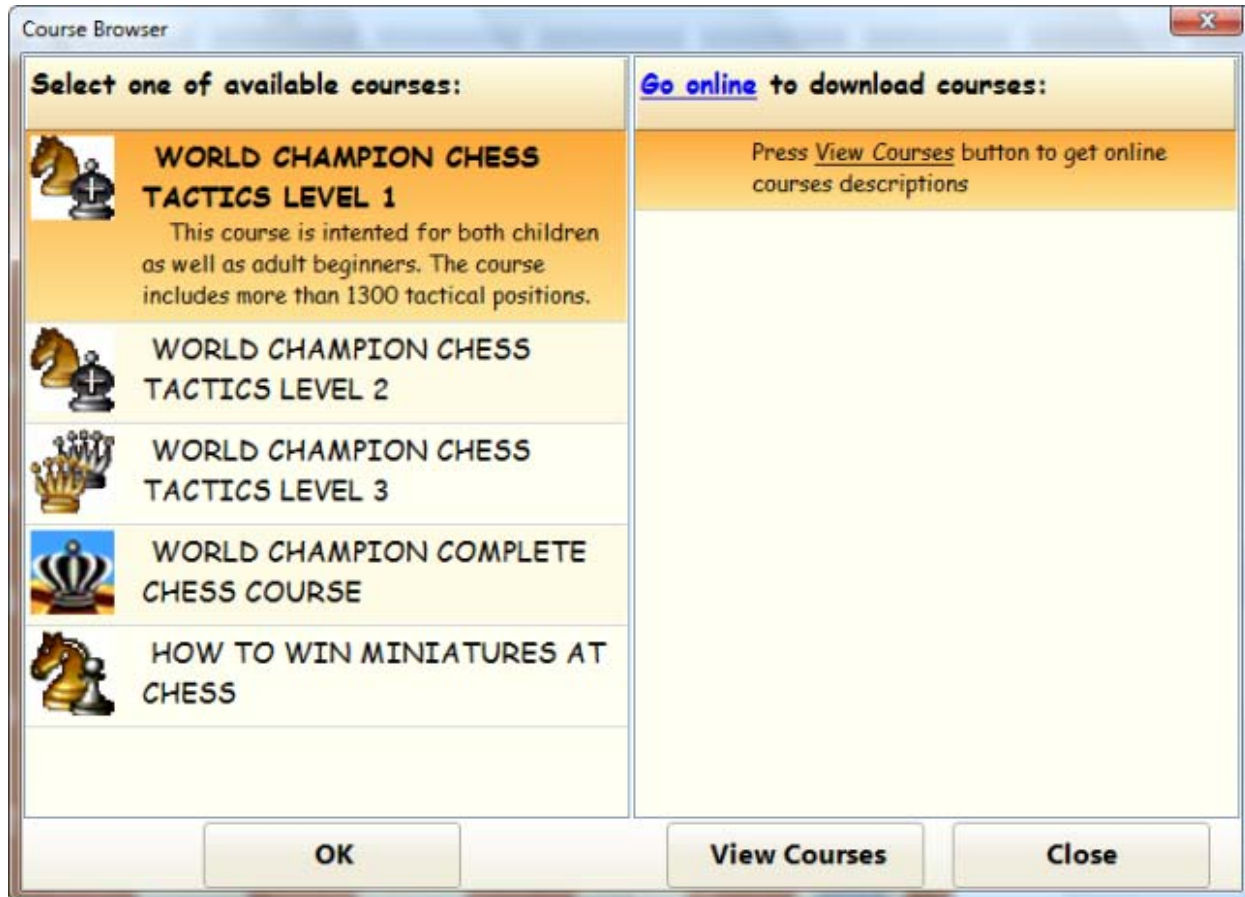 Course Browser
Select one of available courses:
WORLD CHAMPION CHESS
TACTICS LEVEL 1
This course is intented for both children
as well as adult beginners. The course
includes more than 1300 tactical positions.
WORLD CHAMPION CHESS
TACTICS LEVEL 2
WORLD CHAMPION CHESS
TACTICS LEVEL 3
WORLD CHAMPION COMPLETE
CHESS COURSE
HOW TO WIN MINIATURES AT
CHESS
Go online to download courses:
Press View Courses button to get online
courses descriptions
OK
View Courses
Close